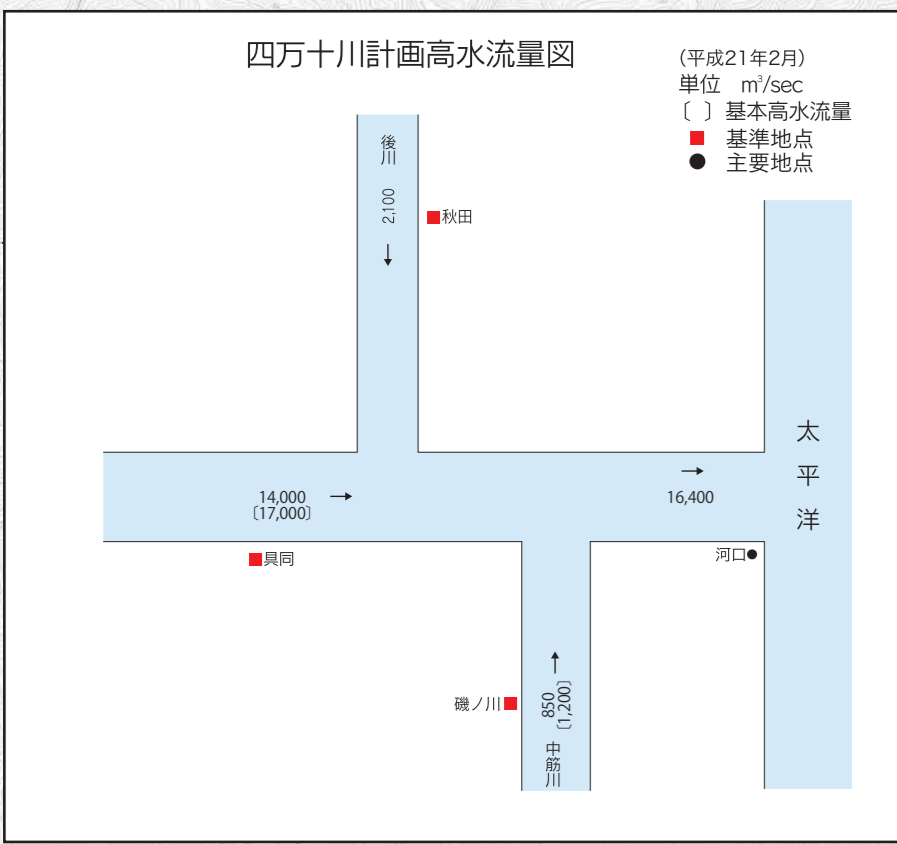 四万十川計画高水流量図
(平成21年2月)
単位 m³/sec
〔 〕基本高水流量
基準地点
主要地点
後川
2,100
秋田
太平洋
14,000
〔17,000〕
16,400
具同
河口
磯ノ川
850
〔1,200〕
中筋川